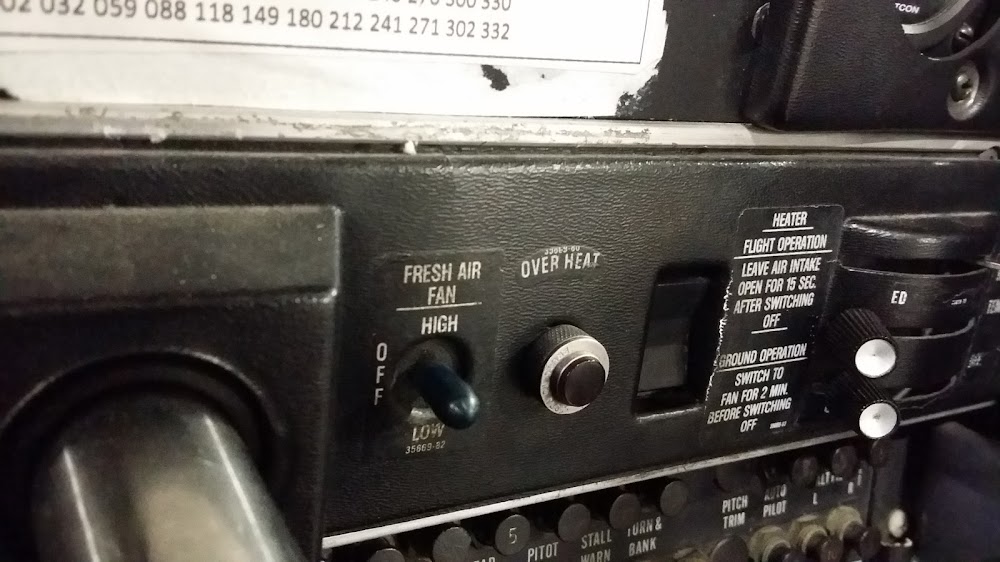 02 032 059 088 118 149 180 212 241 271 302 332
TCON
FRESH AIR
FAN
HIGH
OFF
LOW
35669-82
OVER HEAT
HEATER
FLIGHT OPERATION
LEAVE AIR INTAKE
OPEN FOR 15 SEC.
AFTER SWITCHING
OFF
GROUND OPERATION
SWITCH TO
FAN FOR 2 MIN.
BEFORE SWITCHING
OFF
ED
5
PITOT
STALL
WARN
TURN &
BANK
PITCH
TRIM
AUTO
PILOT
L
R